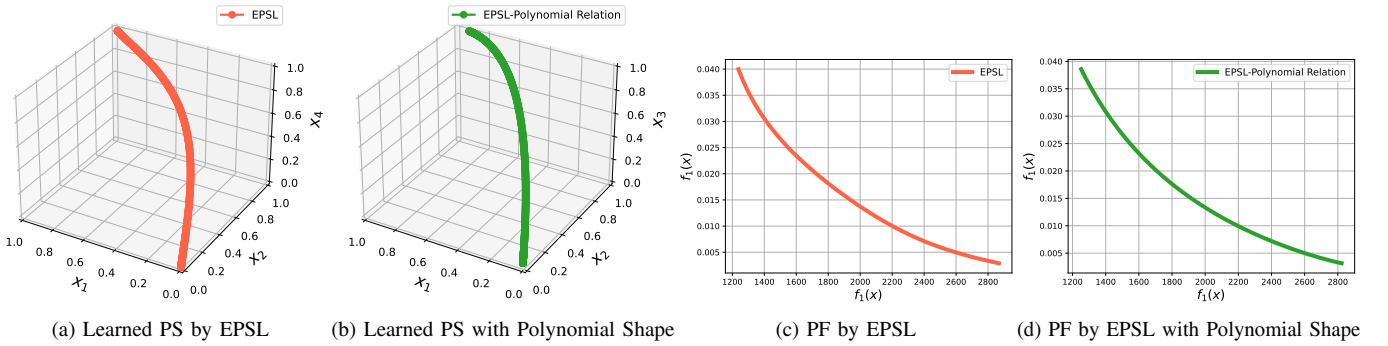 EPSL
1.0
0.8
0.6
0.4
0.2
0.0
x4
1.0 0.8 0.6 0.4 0.2 0.0
x1
0.0 0.2 0.4 0.6 0.8 1.0
x2
(a) Learned PS by EPSL
EPSL-Polynomial Relation
1.0
0.8
0.6
0.4
0.2
0.0
x3
1.0 0.8 0.6 0.4 0.2 0.0
x1
0.0 0.2 0.4 0.6 0.8 1.0
x2
(b) Learned PS with Polynomial Shape
EPSL
f1(x)
0.040
0.035
0.030
0.025
0.020
0.015
0.010
0.005
1200 1400 1600 1800 2000 2200 2400 2600 2800
f1(x)
(c) PF by EPSL
EPSL-Polynomial Relation
f1(x)
0.040
0.035
0.030
0.025
0.020
0.015
0.010
0.005
1200 1400 1600 1800 2000 2200 2400 2600 2800
f1(x)
(d) PF by EPSL with Polynomial Shape